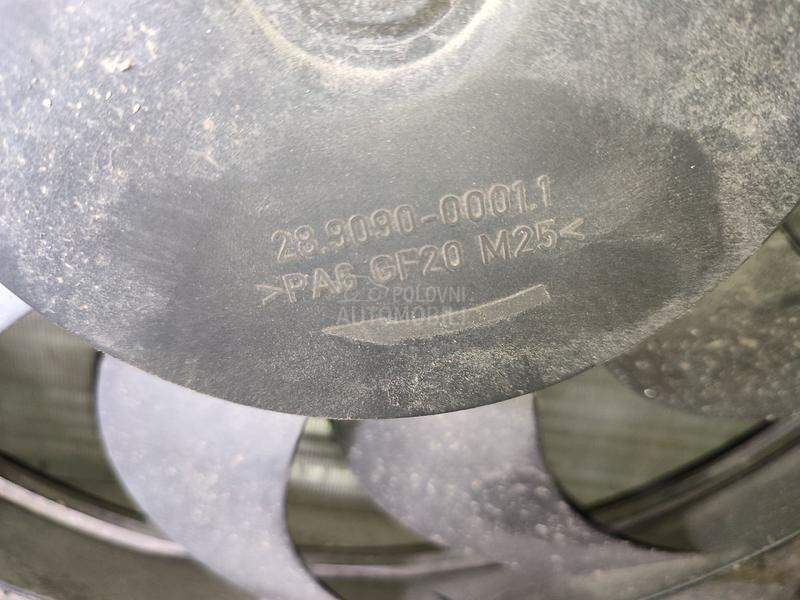 28.9090-0001.1
>PA6 GF20 M25<
POLOVNI
AUTOMOBILI